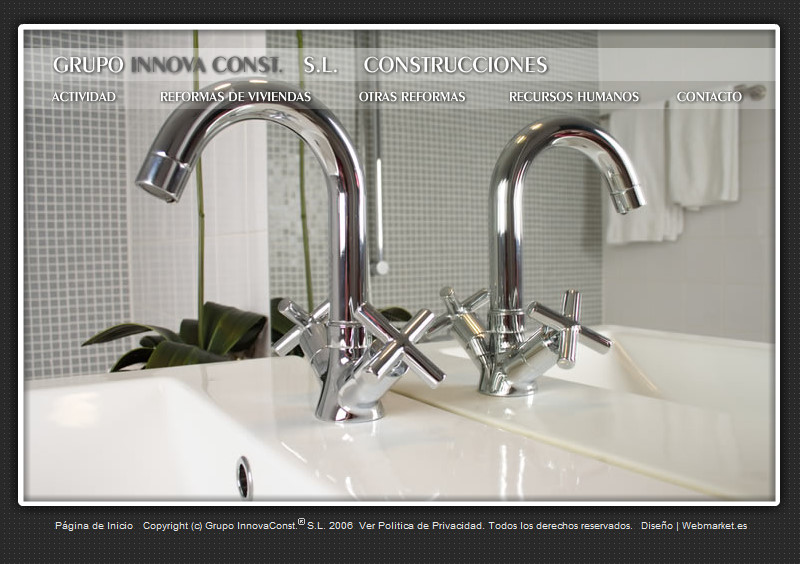 GRUPO INNOVA CONST. S.L. CONSTRUCCIONES
ACTIVIDAD REFORMAS DE VIVIENDAS OTRAS REFORMAS RECURSOS HUMANOS CONTACTO
Página de Inicio Copyright (c) Grupo InnovaConst.® S.L. 2006 Ver Política de Privacidad. Todos los derechos reservados. Diseño | Webmarket.es